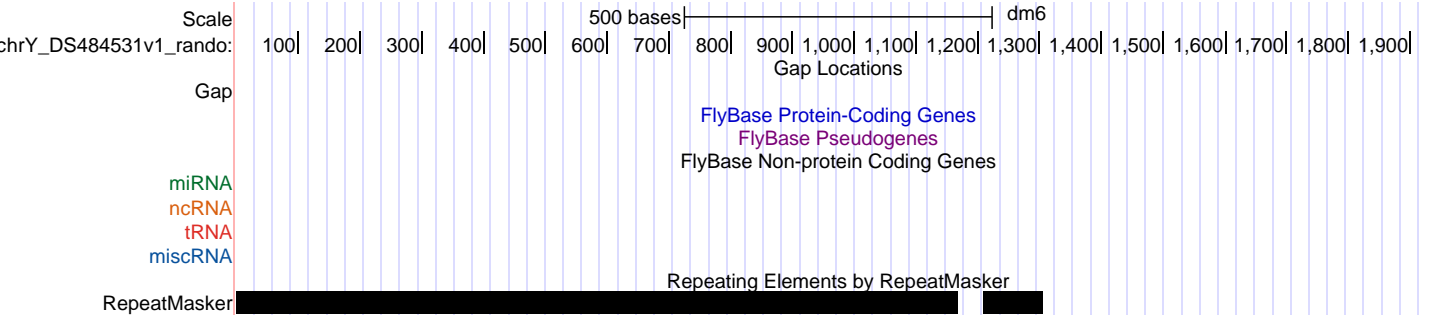 Scale 500 bases dm6
chrY_DS484531v1_rando: 100 200 300 400 500 600 700 800 900 1,000 1,100 1,200 1,300 1,400 1,500 1,600 1,700 1,800 1,900
Gap Locations
Gap
FlyBase Protein-Coding Genes
FlyBase Pseudogenes
FlyBase Non-protein Coding Genes
miRNA
ncRNA
tRNA
miscRNA
Repeating Elements by RepeatMasker
RepeatMasker